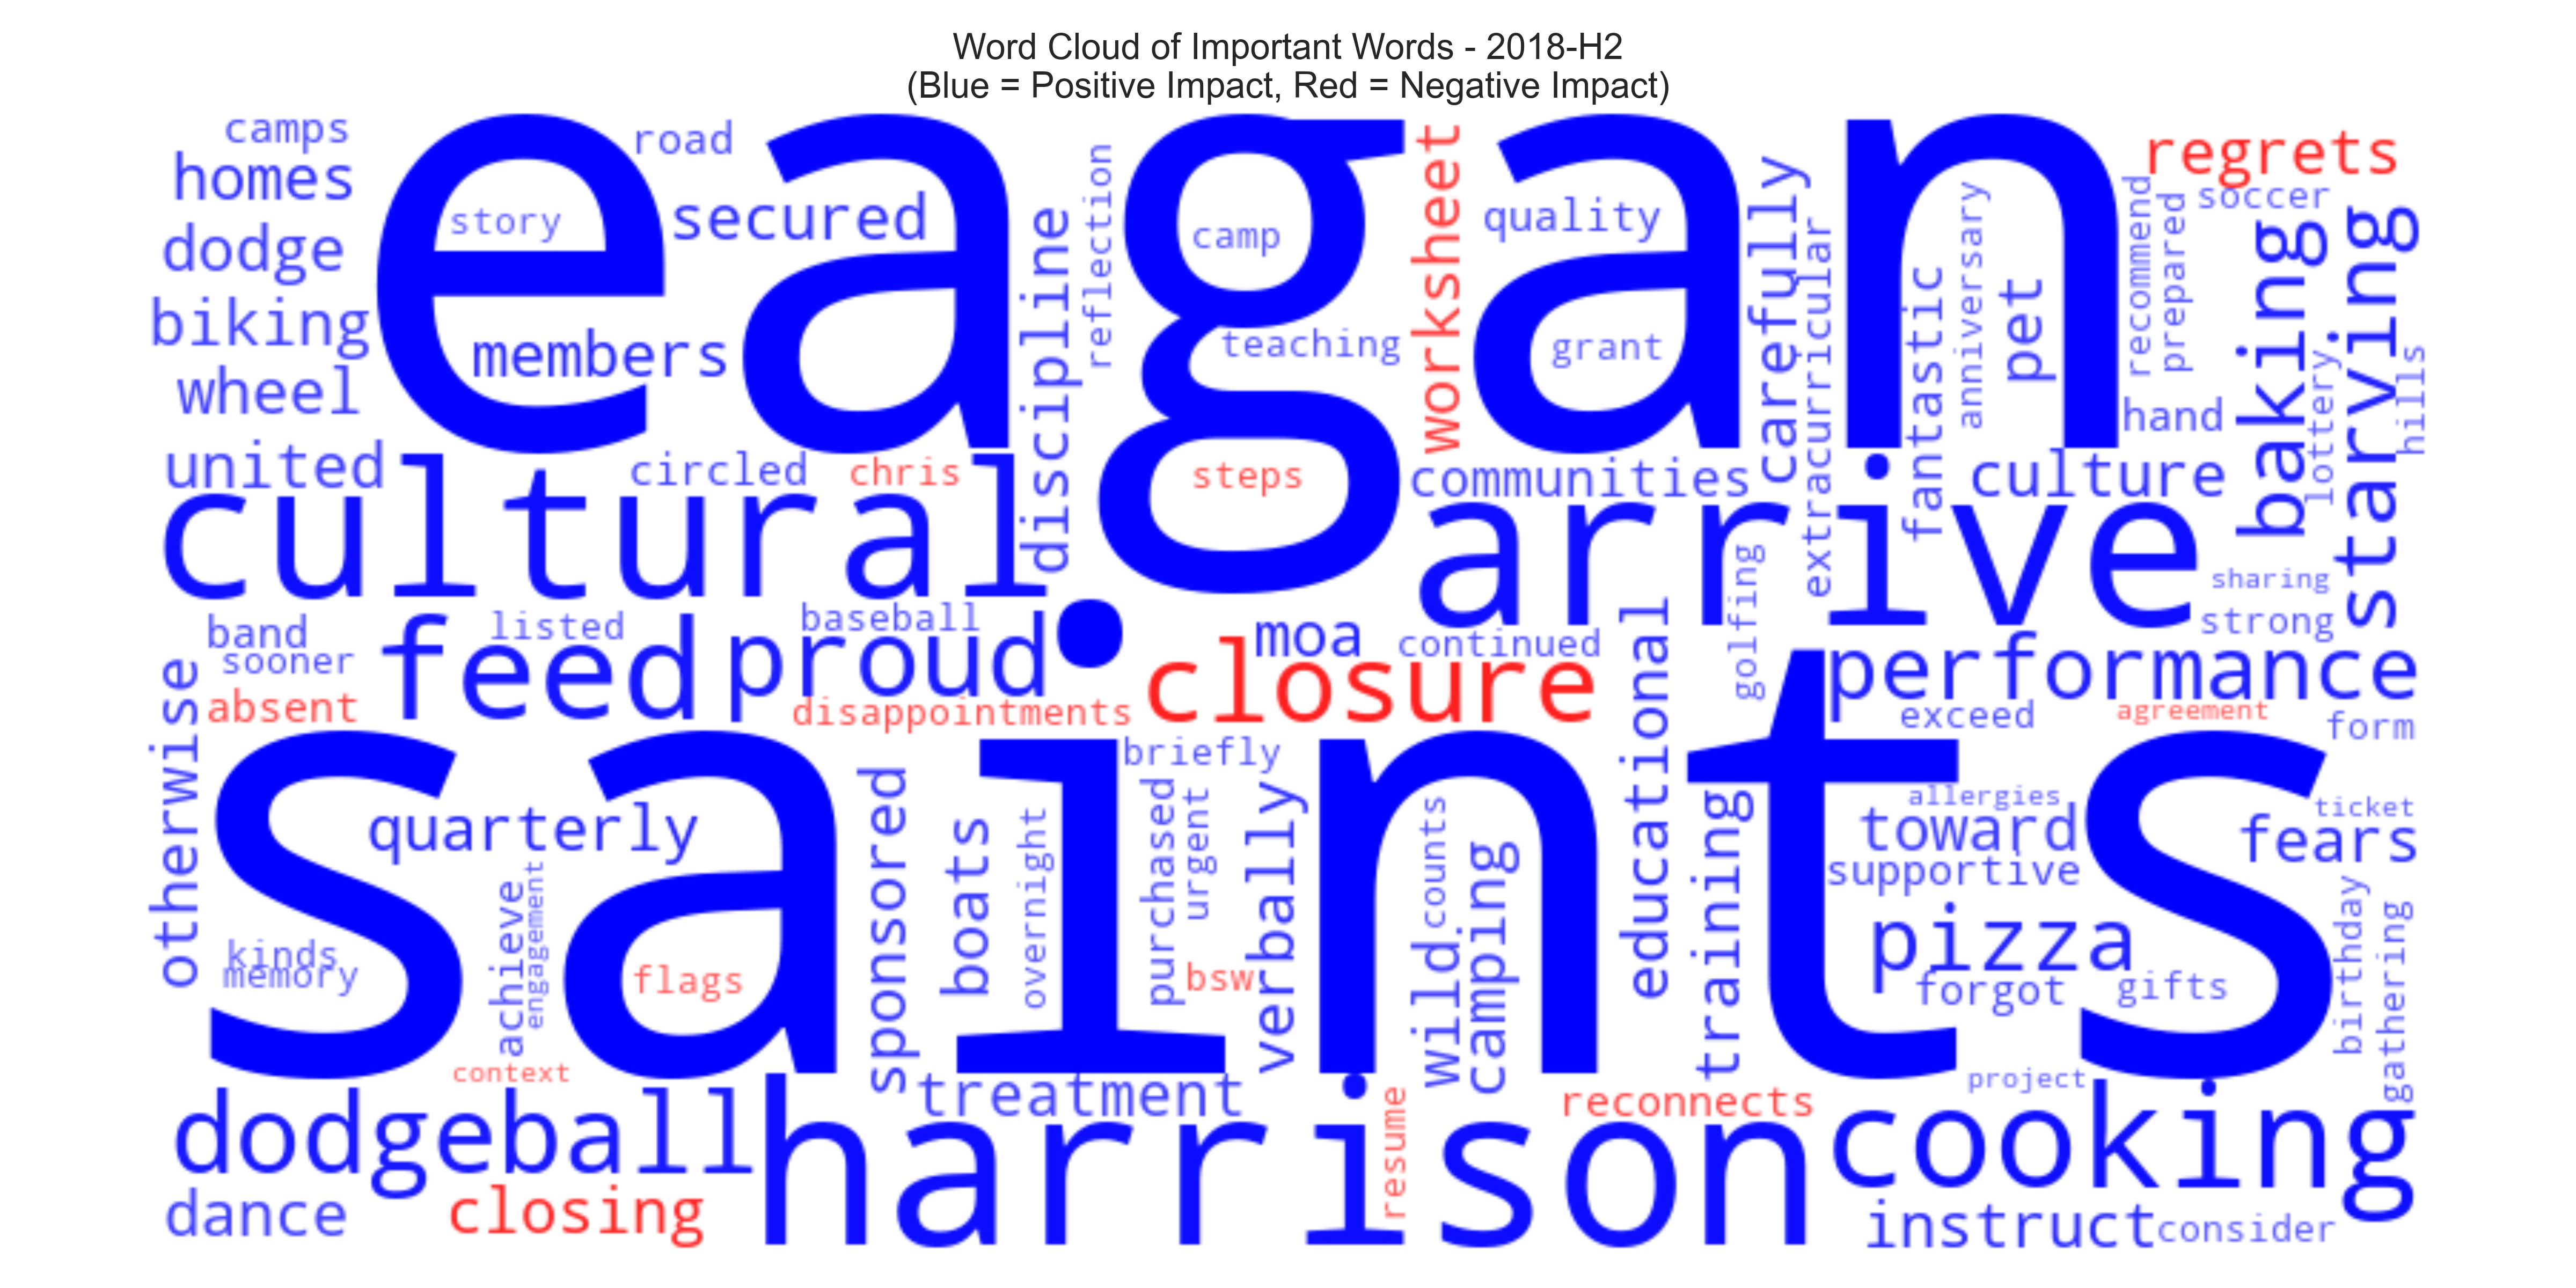 Word Cloud of Important Words - 2018-H2
(Blue = Positive Impact, Red = Negative Impact)
camps
road
eagan
regrets
homes
story
secured
camp
quality
soccer
dodge
discipline
reflection
worksheet
carefully
extracurricular
fantastic
anniversary
pet
recommend
prepared
baking
lottery
starving
hills
biking
members
teaching
grant
wheel
hand
united
circled
chris
steps
communities
culture
cultural
arrive
golfing
sharing
strong
band
listed
baseball
moa
continued
sooner
feed
proud
closure
performance
otherwise
absent
disappointments
exceed
agreement
form
saints
briefly
educational
quarterly
sponsored
boats
overnight
purchased
urgent
verbally
counts
wild
camping
training
allergies
ticket
toward
fears
supportive
achieve
engagement
kinds
memory
flags
bsw
pizza
forgot
gifts
birthday
gathering
context
treatment
project
dodgeball
harrison
resume
reconnects
cooking
dance
closing
instruct
consider